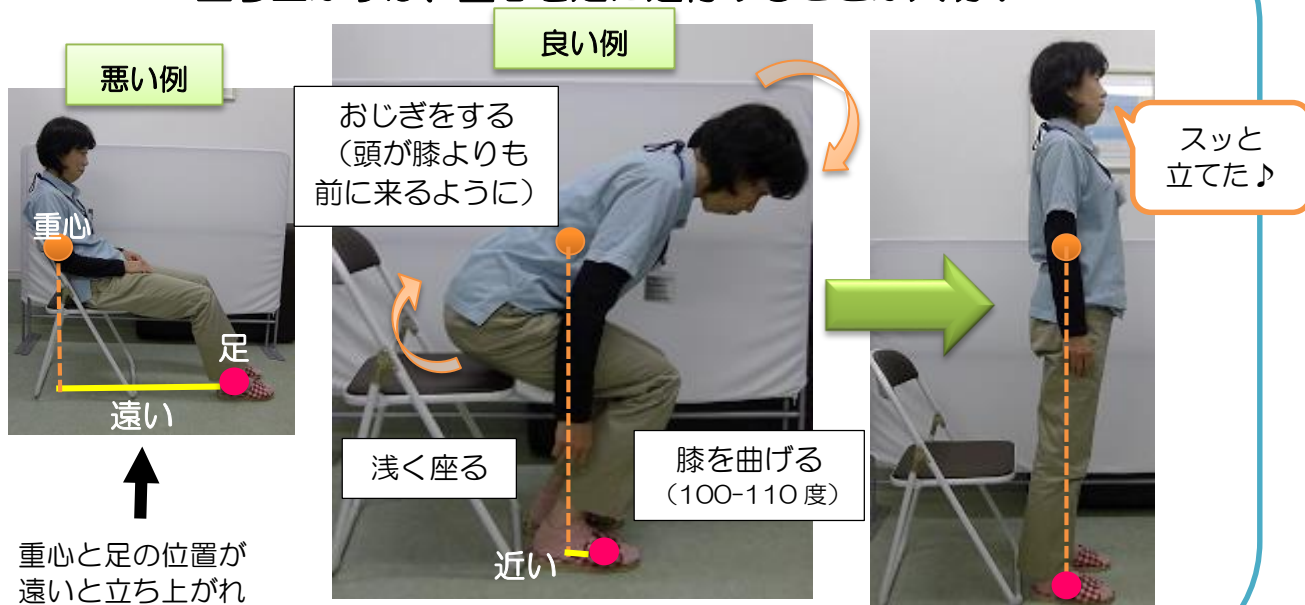 悪い例
良い例
おじぎをする
（頭が膝よりも
前に来るように）
スッと
立てた♪
重心
足
遠い
浅く座る
膝を曲げる
（100-110度）
近い
重心と足の位置が
遠いと立ち上がれ